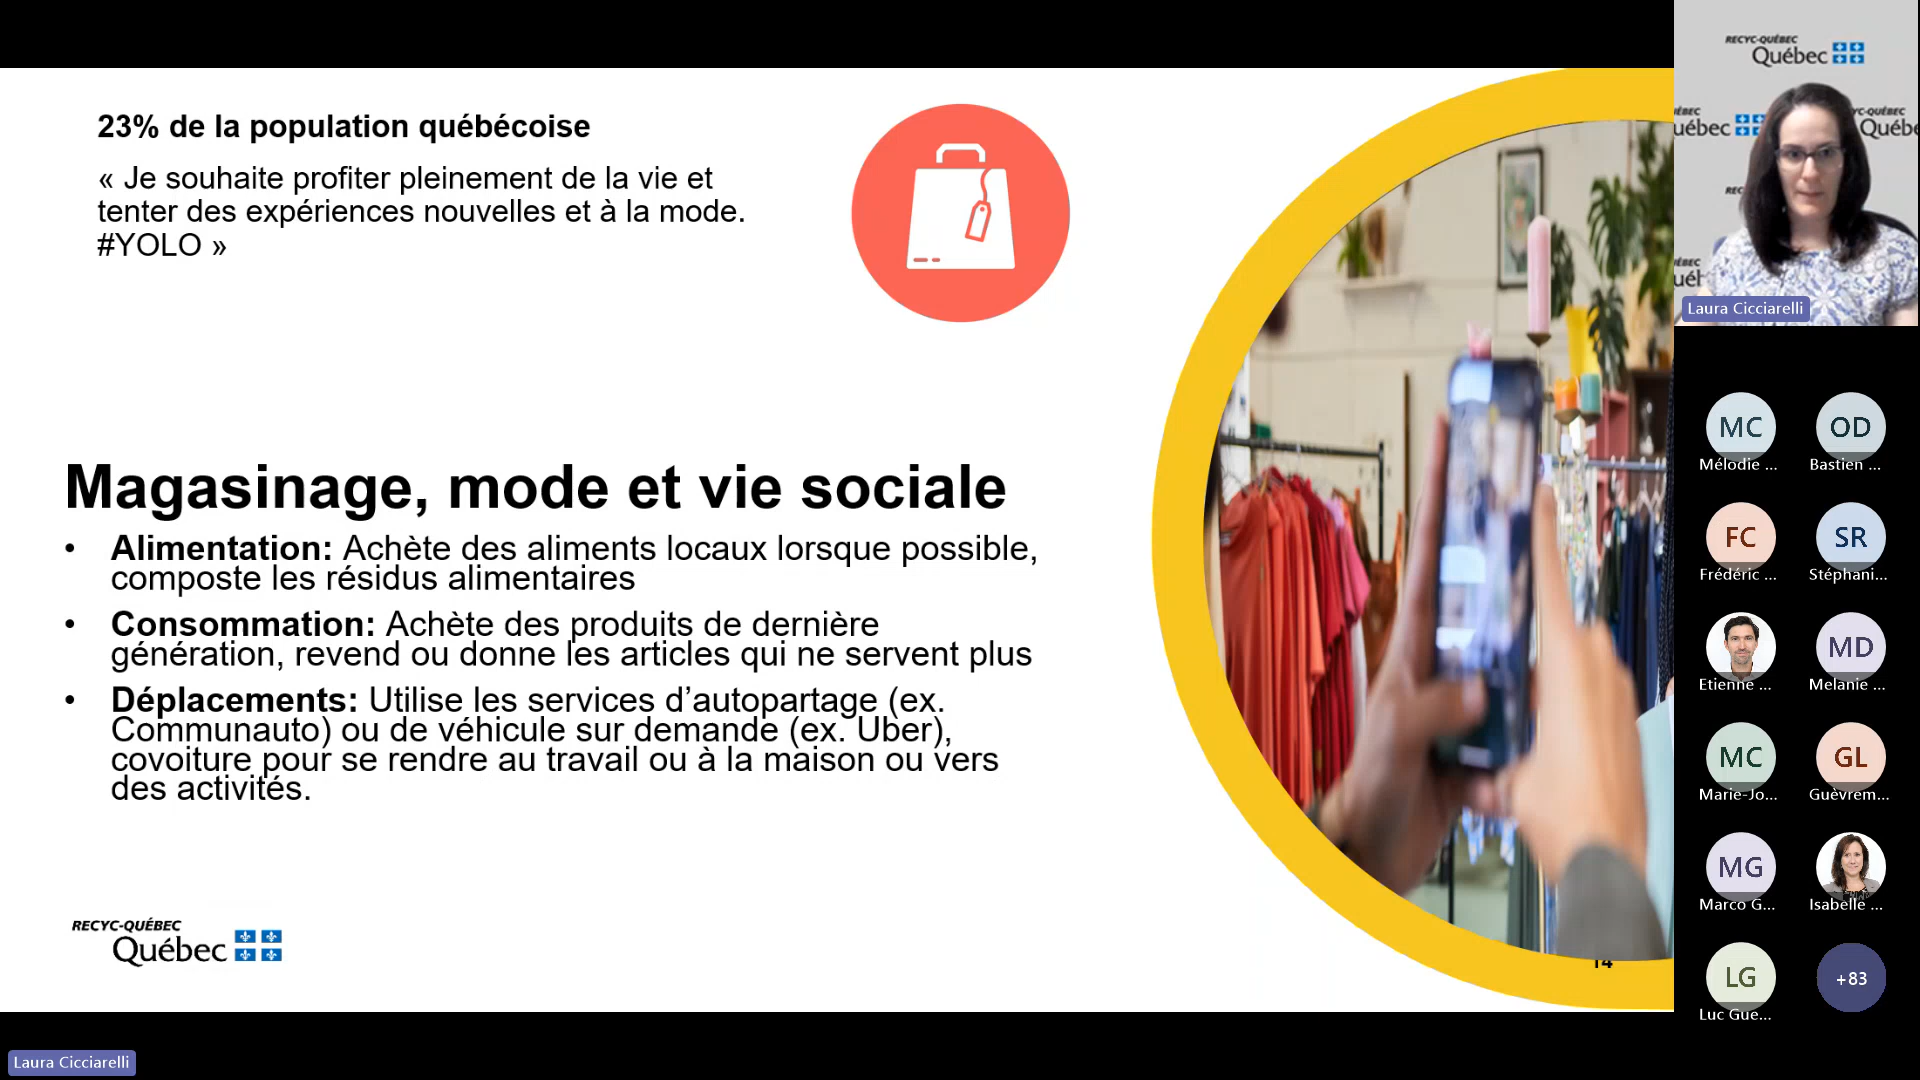 23% de la population québécoise
« Je souhaite profiter pleinement de la vie et
tenter des expériences nouvelles et à la mode.
#YOLO »
Magasinage, mode et vie sociale
• Alimentation: Achète des aliments locaux lorsque possible,
composte les résidus alimentaires
• Consommation: Achète des produits de dernière
génération, revend ou donne les articles qui ne servent plus
• Déplacements: Utilise les services d’autopartage (ex.
Communauto) ou de véhicule sur demande (ex. Uber),
covoiture pour se rendre au travail ou à la maison ou vers
des activités.
RECYC-QUÉBEC
Québec
14
Laura Cicciarelli
RECYC-QUÉBEC
Québec
Laura Cicciarelli
MC
OD
Mélodie ...
Bastien ...
FC
SR
Frédéric ...
Stéphani...
MD
Etienne ...
Melanie ...
MC
GL
Marie-Jo...
Guèvrem...
MG
Marco G...
Isabelle ...
LG
+83
Luc Gue...